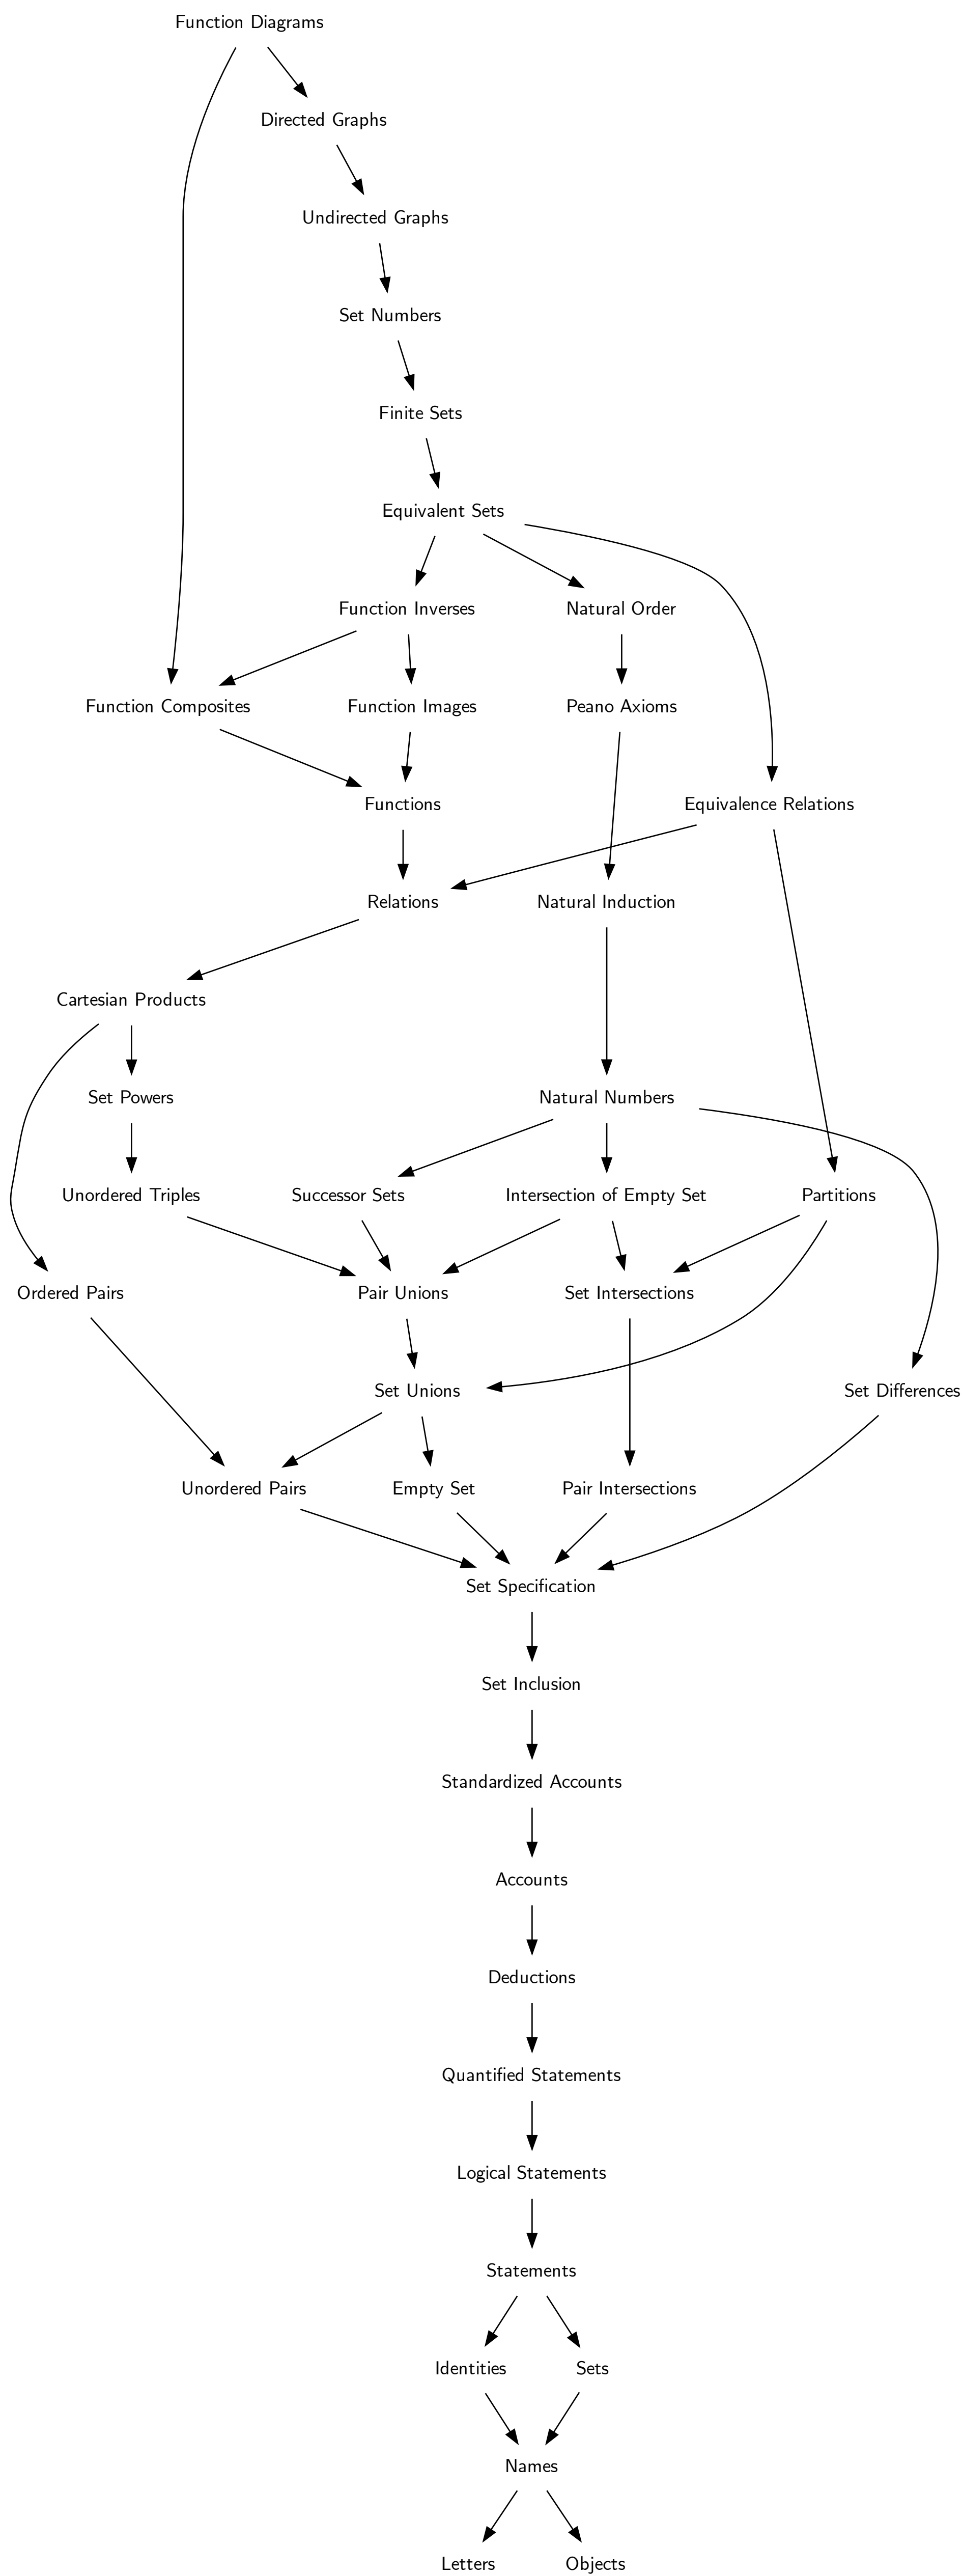 Function Diagrams
Directed Graphs
Undirected Graphs
Set Numbers
Finite Sets
Equivalent Sets
Function Inverses
Natural Order
Function Composites
Function Images
Peano Axioms
Functions
Equivalence Relations
Relations
Natural Induction
Cartesian Products
Set Powers
Natural Numbers
Unordered Triples
Successor Sets
Intersection of Empty Set
Partitions
Ordered Pairs
Pair Unions
Set Intersections
Set Unions
Set Differences
Unordered Pairs
Empty Set
Pair Intersections
Set Specification
Set Inclusion
Standardized Accounts
Accounts
Deductions
Quantified Statements
Logical Statements
Statements
Identities
Sets
Names
Letters
Objects